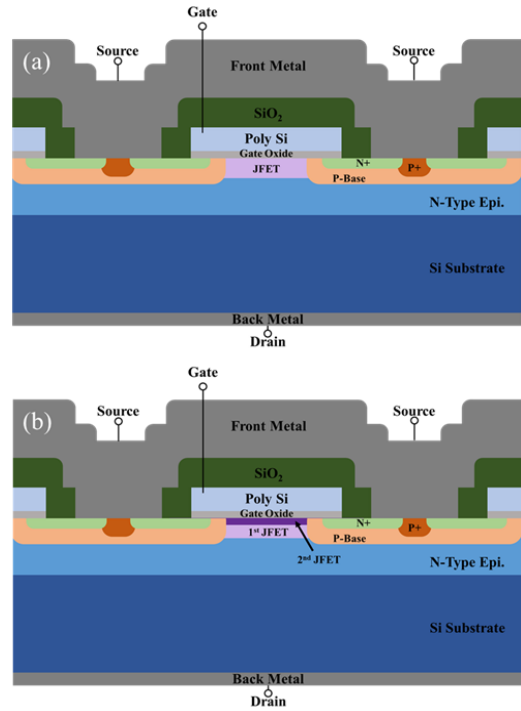 Gate
Source
Source
(a)
Front Metal
SiO₂
Poly Si
Gate Oxide
N+
JFET
P+
P-Base
N-Type Epi.
Si Substrate
Back Metal
Drain
Gate
Source
Source
(b)
Front Metal
SiO₂
Poly Si
Gate Oxide
N+
1ˢᵗ JFET
P+
P-Base
2ⁿᵈ JFET
N-Type Epi.
Si Substrate
Back Metal
Drain